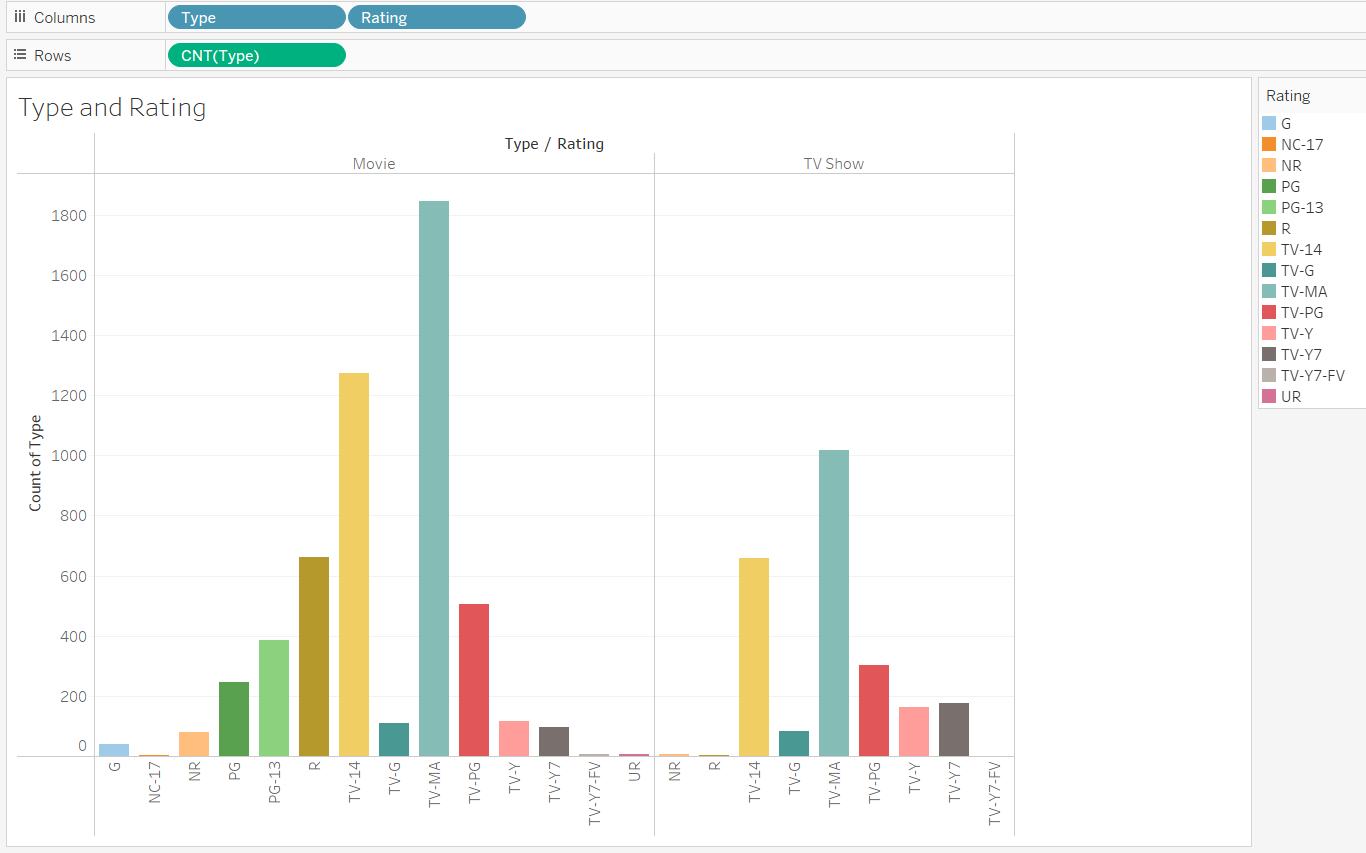 Columns Type Rating
Rows CNT(Type)
Type and Rating
Type / Rating
Movie TV Show
Count of Type
1800
1600
1400
1200
1000
800
600
400
200
0
G NC-17 NR PG PG-13 R TV-14 TV-G TV-MA TV-PG TV-Y TV-Y7 TV-Y7-FV UR NR R TV-14 TV-G TV-MA TV-PG TV-Y TV-Y7 TV-Y7-FV
Rating
G
NC-17
NR
PG
PG-13
R
TV-14
TV-G
TV-MA
TV-PG
TV-Y
TV-Y7
TV-Y7-FV
UR